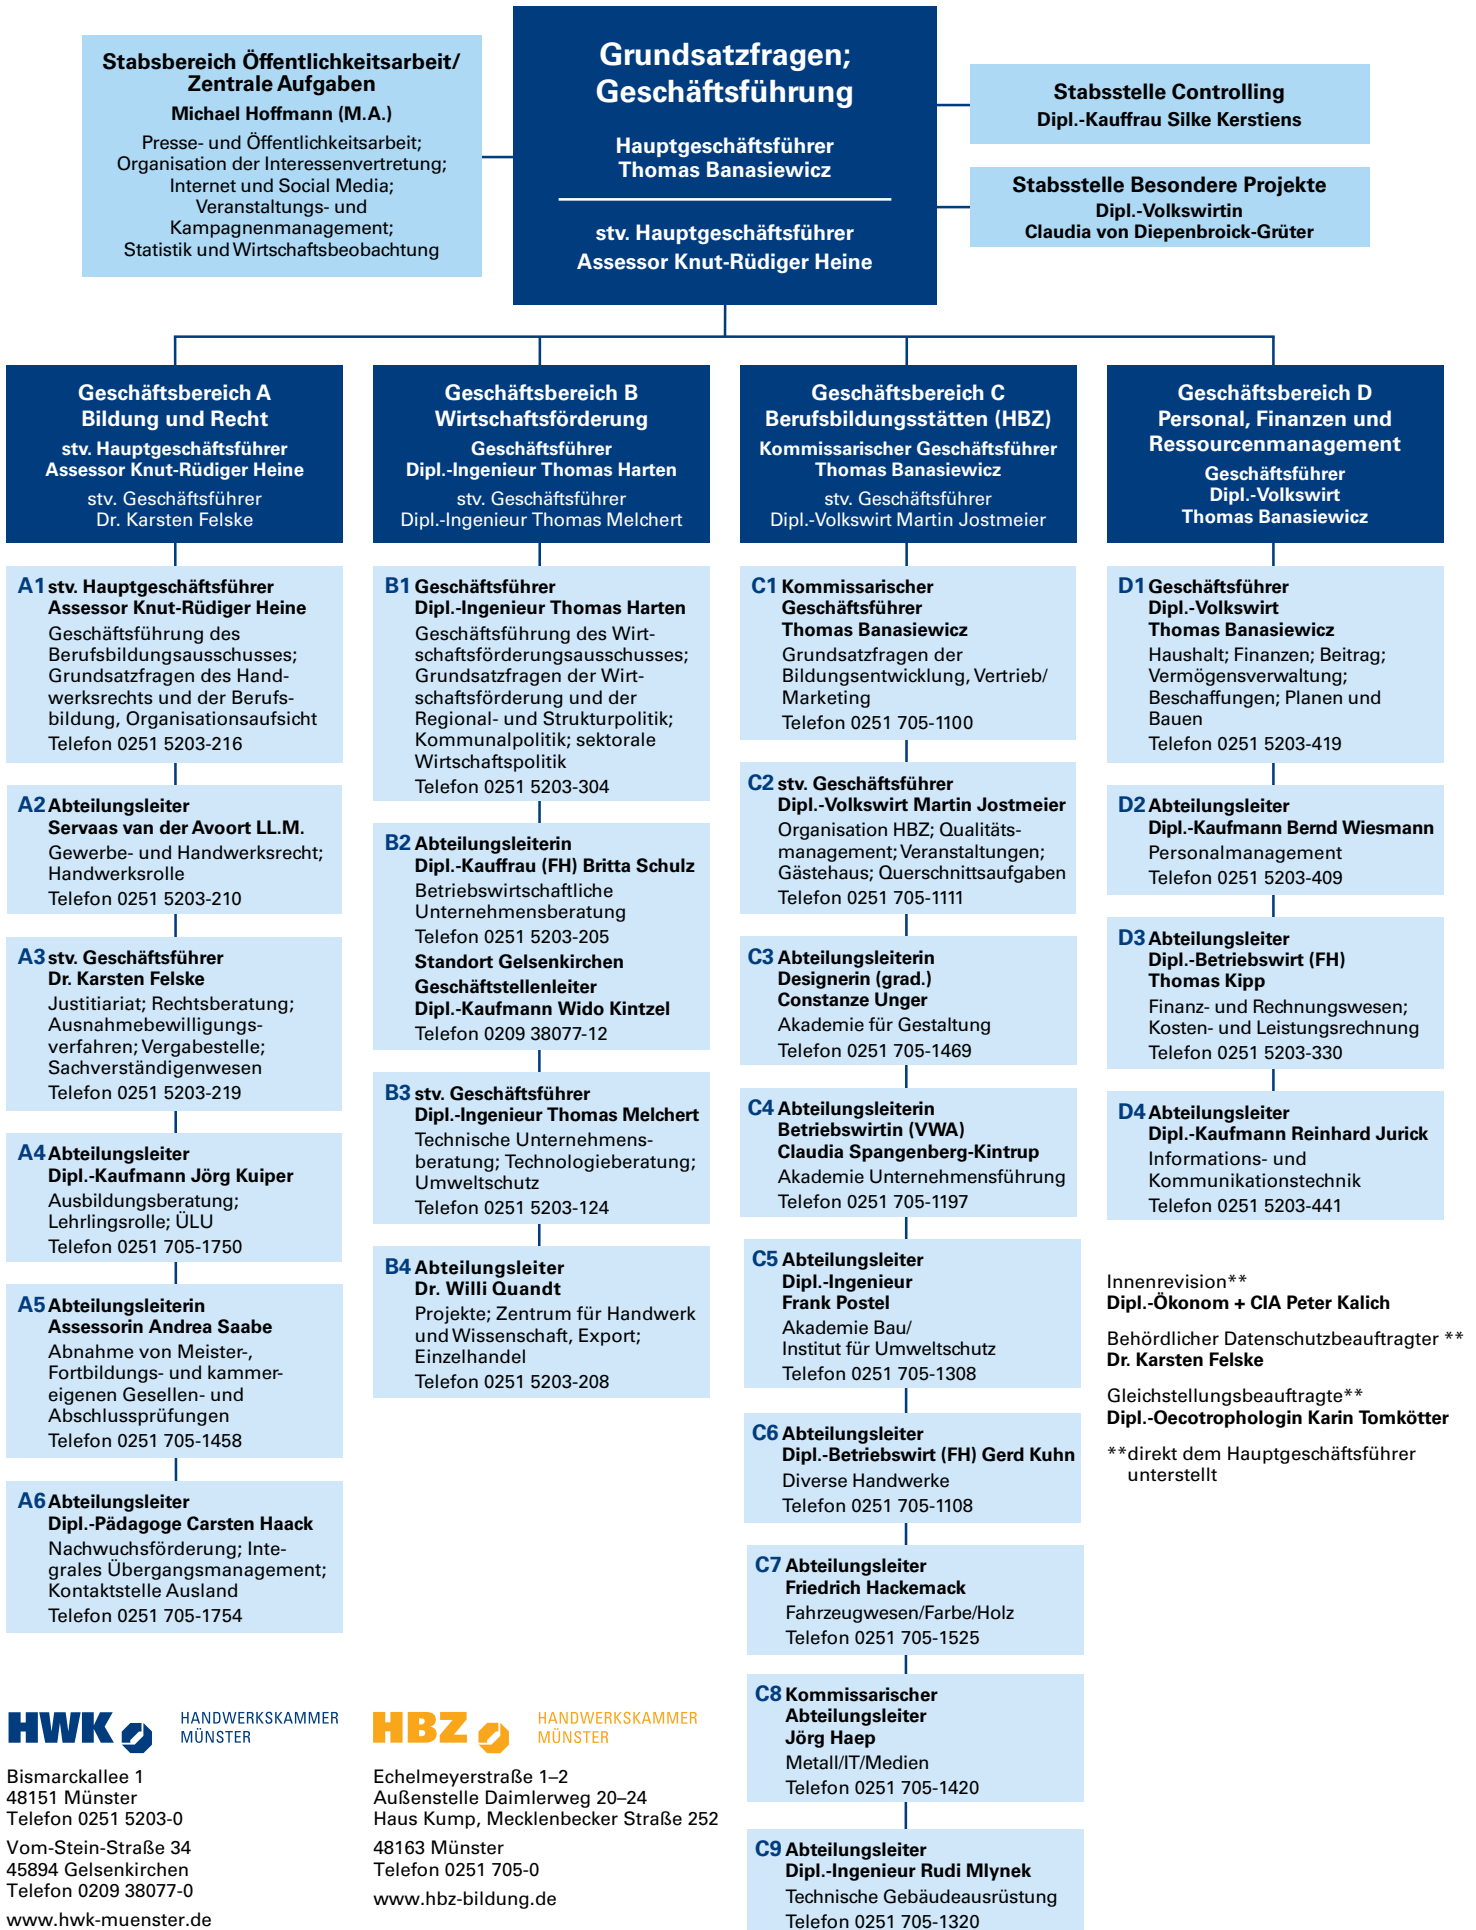 Stabsbereich Öffentlichkeitsarbeit/
Zentrale Aufgaben
Michael Hoffmann (M.A.)
Presse- und Öffentlichkeitsarbeit;
Organisation der Interessenvertretung;
Internet und Social Media;
Veranstaltungs- und
Kampagnenmanagement;
Statistik und Wirtschaftsbeobachtung
Grundsatzfragen;
Geschäftsführung
Hauptgeschäftsführer
Thomas Banasiewicz
stv. Hauptgeschäftsführer
Assessor Knut-Rüdiger Heine
Stabsstelle Controlling
Dipl.-Kauffrau Silke Kerstiens
Stabsstelle Besondere Projekte
Dipl.-Volkswirtin
Claudia von Diepenbroick-Grüter
Geschäftsbereich A
Bildung und Recht
stv. Hauptgeschäftsführer
Assessor Knut-Rüdiger Heine
stv. Geschäftsführer
Dr. Karsten Felske
A1 stv. Hauptgeschäftsführer
Assessor Knut-Rüdiger Heine
Geschäftsführung des
Berufsbildungsausschusses;
Grundsatzfragen des Hand-
werksrechts und der Berufs-
bildung, Organisationsaufsicht
Telefon 0251 5203-216
A2 Abteilungsleiter
Servaas van der Avoort LL.M.
Gewerbe- und Handwerksrecht;
Handwerksrolle
Telefon 0251 5203-210
A3 stv. Geschäftsführer
Dr. Karsten Felske
Justitiariat; Rechtsberatung;
Ausnahmebewilligungs-
verfahren; Vergabestelle;
Sachverständigenwesen
Telefon 0251 5203-219
A4 Abteilungsleiter
Dipl.-Kaufmann Jörg Kuiper
Ausbildungsberatung;
Lehrlingsrolle; ÜLU
Telefon 0251 705-1750
A5 Abteilungsleiterin
Assessorin Andrea Saabe
Abnahme von Meister-,
Fortbildungs- und kammer-
eigenen Gesellen- und
Abschlussprüfungen
Telefon 0251 705-1458
A6 Abteilungsleiter
Dipl.-Pädagoge Carsten Haack
Nachwuchsförderung; Inte-
grales Übergangsmanagement;
Kontaktstelle Ausland
Telefon 0251 705-1754
Geschäftsbereich B
Wirtschaftsförderung
Geschäftsführer
Dipl.-Ingenieur Thomas Harten
stv. Geschäftsführer
Dipl.-Ingenieur Thomas Melchert
B1 Geschäftsführer
Dipl.-Ingenieur Thomas Harten
Geschäftsführung des Wirt-
schaftsförderungsausschusses;
Grundsatzfragen der Wirt-
schaftsförderung und der
Regional- und Strukturpolitik;
Kommunalpolitik; sektorale
Wirtschaftspolitik
Telefon 0251 5203-304
B2 Abteilungsleiterin
Dipl.-Kauffrau (FH) Britta Schulz
Betriebswirtschaftliche
Unternehmensberatung
Telefon 0251 5203-205
Standort Gelsenkirchen
Geschäftstellenleiter
Dipl.-Kaufmann Wido Kintzel
Telefon 0209 38077-12
B3 stv. Geschäftsführer
Dipl.-Ingenieur Thomas Melchert
Technische Unternehmens-
beratung; Technologieberatung;
Umweltschutz
Telefon 0251 5203-124
B4 Abteilungsleiter
Dr. Willi Quandt
Projekte; Zentrum für Handwerk
und Wissenschaft, Export;
Einzelhandel
Telefon 0251 5203-208
Geschäftsbereich C
Berufsbildungsstätten (HBZ)
Kommissarischer Geschäftsführer
Thomas Banasiewicz
stv. Geschäftsführer
Dipl.-Volkswirt Martin Jostmeier
C1 Kommissarischer
Geschäftsführer
Thomas Banasiewicz
Grundsatzfragen der
Bildungsentwicklung, Vertrieb/
Marketing
Telefon 0251 705-1100
C2 stv. Geschäftsführer
Dipl.-Volkswirt Martin Jostmeier
Organisation HBZ; Qualitäts-
management; Veranstaltungen;
Gästehaus; Querschnittsaufgaben
Telefon 0251 705-1111
C3 Abteilungsleiterin
Designerin (grad.)
Constanze Unger
Akademie für Gestaltung
Telefon 0251 705-1469
C4 Abteilungsleiterin
Betriebswirtin (VWA)
Claudia Spangenberg-Kintrup
Akademie Unternehmensführung
Telefon 0251 705-1197
C5 Abteilungsleiter
Dipl.-Ingenieur
Frank Postel
Akademie Bau/
Institut für Umweltschutz
Telefon 0251 705-1308
C6 Abteilungsleiter
Dipl.-Betriebswirt (FH) Gerd Kuhn
Diverse Handwerke
Telefon 0251 705-1108
C7 Abteilungsleiter
Friedrich Hackemack
Fahrzeugwesen/Farbe/Holz
Telefon 0251 705-1525
C8 Kommissarischer
Abteilungsleiter
Jörg Haep
Metall/IT/Medien
Telefon 0251 705-1420
C9 Abteilungsleiter
Dipl.-Ingenieur Rudi Mlynek
Technische Gebäudeausrüstung
Telefon 0251 705-1320
Geschäftsbereich D
Personal, Finanzen und
Ressourcenmanagement
Geschäftsführer
Dipl.-Volkswirt
Thomas Banasiewicz
D1 Geschäftsführer
Dipl.-Volkswirt
Thomas Banasiewicz
Haushalt; Finanzen; Beitrag;
Vermögensverwaltung;
Beschaffungen; Planen und
Bauen
Telefon 0251 5203-419
D2 Abteilungsleiter
Dipl.-Kaufmann Bernd Wiesmann
Personalmanagement
Telefon 0251 5203-409
D3 Abteilungsleiter
Dipl.-Betriebswirt (FH)
Thomas Kipp
Finanz- und Rechnungswesen;
Kosten- und Leistungsrechnung
Telefon 0251 5203-330
D4 Abteilungsleiter
Dipl.-Kaufmann Reinhard Jurick
Informations- und
Kommunikationstechnik
Telefon 0251 5203-441
Innenrevision**
Dipl.-Ökonom + CIA Peter Kalich
Behördlicher Datenschutzbeauftragter **
Dr. Karsten Felske
Gleichstellungsbeauftragte**
Dipl.-Oecotrophologin Karin Tomkötter
**direkt dem Hauptgeschäftsführer
unterstellt
HWK HANDWERKSKAMMER
MÜNSTER
Bismarckallee 1
48151 Münster
Telefon 0251 5203-0
Vom-Stein-Straße 34
45894 Gelsenkirchen
Telefon 0209 38077-0
www.hwk-muenster.de
HBZ HANDWERKSKAMMER
MÜNSTER
Echelmeyerstraße 1–2
Außenstelle Daimlerweg 20–24
Haus Kump, Mecklenbecker Straße 252
48163 Münster
Telefon 0251 705-0
www.hbz-bildung.de